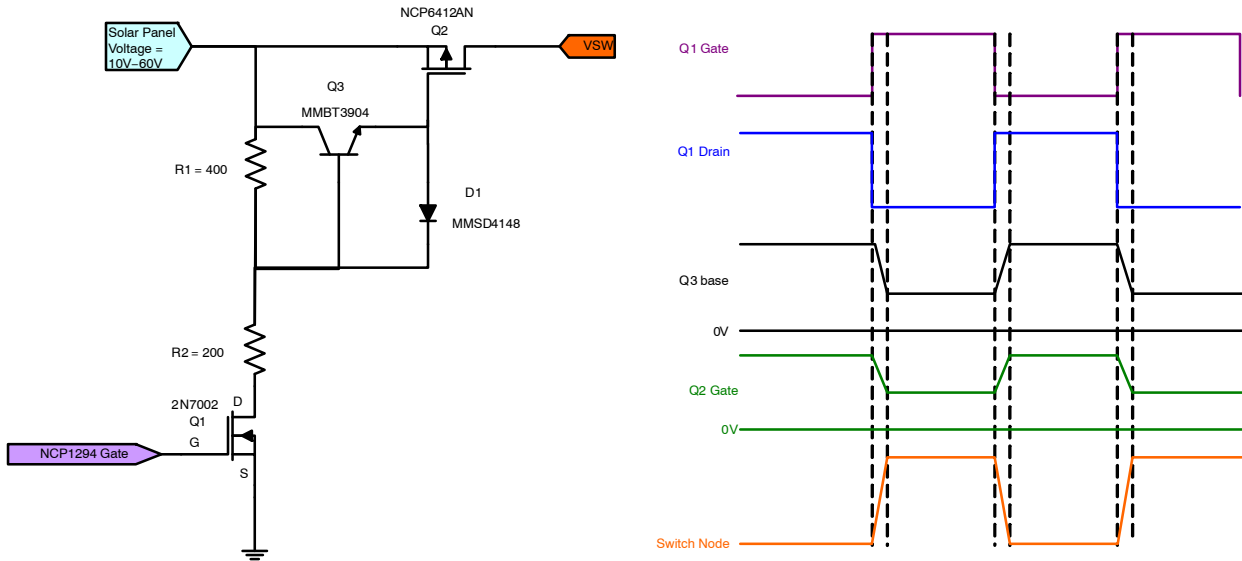 NCP6412AN
Q2
Solar Panel
Voltage =
10V–60V
VSW
Q3
MMBT3904
R1 = 400
D1
MMSD4148
R2 = 200
2N7002
D
Q1
G
S
NCP1294 Gate
Q1 Gate
Q1 Drain
Q3 base
0V
Q2 Gate
0V
Switch Node